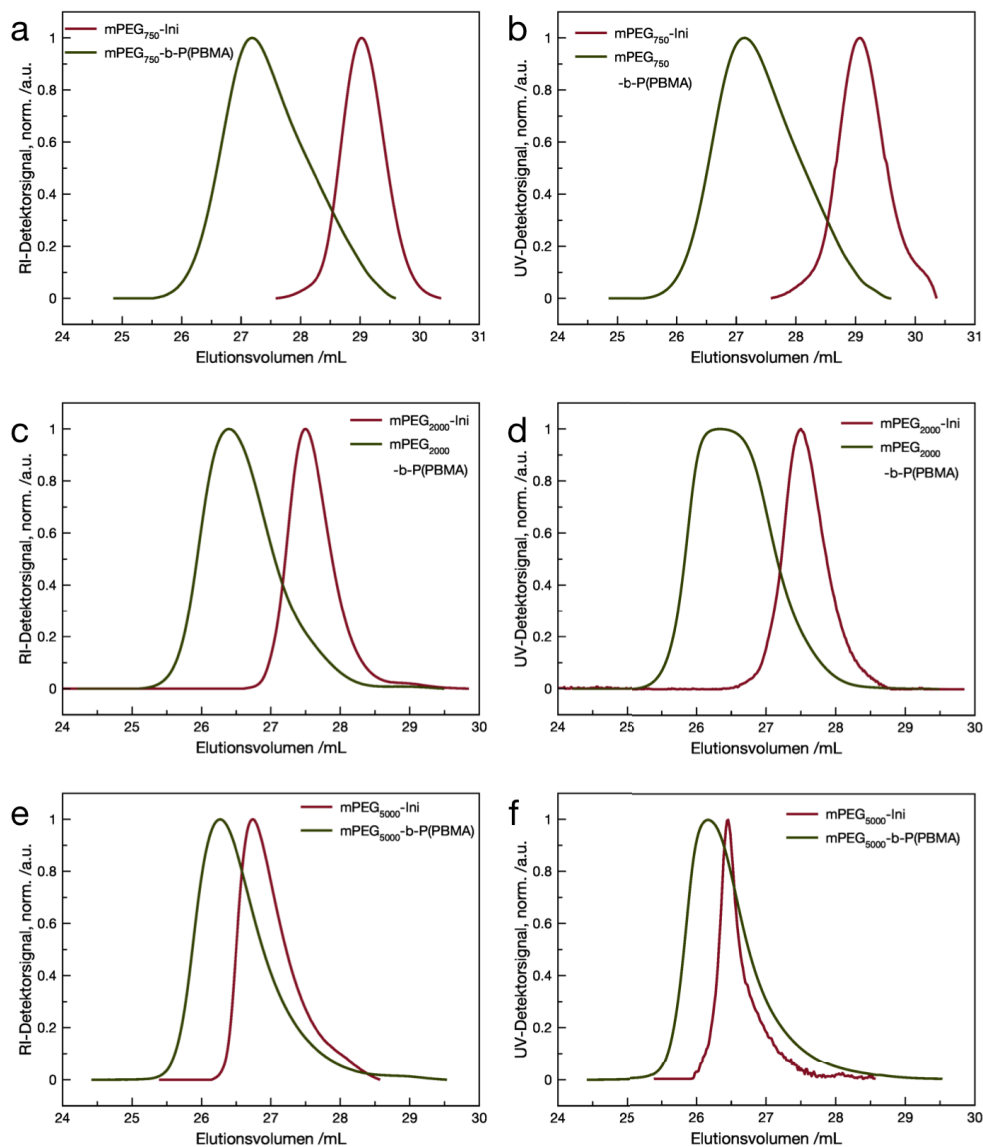 a
mPEG750-Ini
mPEG750-b-P(PBMA)
RI-Detektorsignal, norm. /a.u.
1
0.8
0.6
0.4
0.2
0
24 25 26 27 28 29 30 31
Elutionsvolumen /mL
b
mPEG750-Ini
mPEG750
-b-P(PBMA)
UV-Detektorsignal, norm. /a.u.
1
0.8
0.6
0.4
0.2
0
24 25 26 27 28 29 30 31
Elutionsvolumen /mL
c
mPEG2000-Ini
mPEG2000
-b-P(PBMA)
RI-Detektorsignal, norm. /a.u.
1
0.8
0.6
0.4
0.2
0
24 25 26 27 28 29 30
Elutionsvolumen /mL
d
mPEG2000-Ini
mPEG2000
-b-P(PBMA)
UV-Detektorsignal, norm. /a.u.
1
0.8
0.6
0.4
0.2
0
24 25 26 27 28 29 30
Elutionsvolumen /mL
e
mPEG5000-Ini
mPEG5000-b-P(PBMA)
RI-Detektorsignal, norm. /a.u.
1
0.8
0.6
0.4
0.2
0
24 25 26 27 28 29 30
Elutionsvolumen /mL
f
mPEG5000-Ini
mPEG5000-b-P(PBMA)
UV-Detektorsignal, norm. /a.u.
1
0.8
0.6
0.4
0.2
0
24 25 26 27 28 29 30
Elutionsvolumen /mL